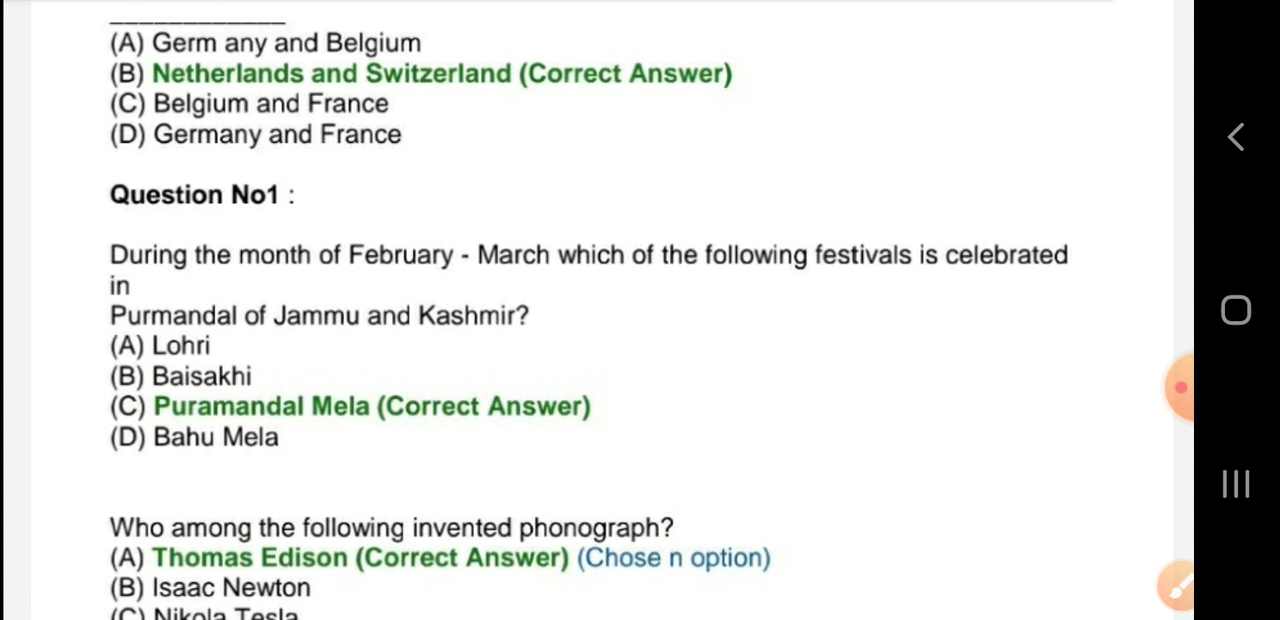 (A) Germ any and Belgium
(B) Netherlands and Switzerland (Correct Answer)
(C) Belgium and France
(D) Germany and France
Question No1 :
During the month of February - March which of the following festivals is celebrated
in
Purmandal of Jammu and Kashmir?
(A) Lohri
(B) Baisakhi
(C) Puramandal Mela (Correct Answer)
(D) Bahu Mela
Who among the following invented phonograph?
(A) Thomas Edison (Correct Answer) (Chose n option)
(B) Isaac Newton
(C) Nikola Tesla